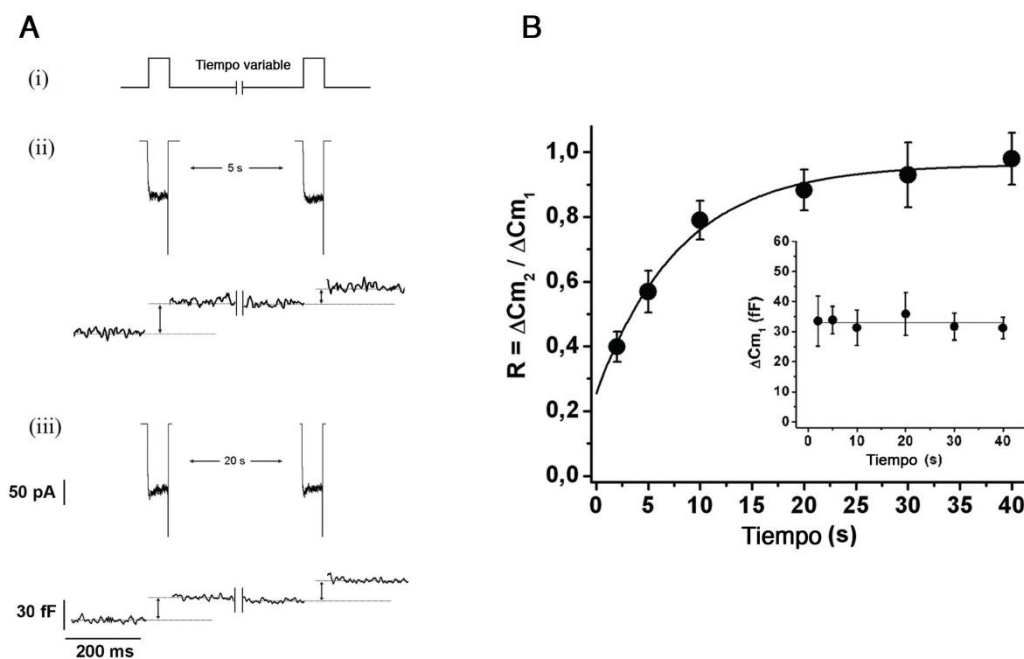 A
(i)
Tiempo variable
(ii)
5 s
(iii)
20 s
50 pA
30 fF
200 ms
B
R = ΔCm₂ / ΔCm₁
1,0
0,8
0,6
0,4
0,2
0,0
0 5 10 15 20 25 30 35 40
Tiempo (s)
ΔCm₁ (fF)
60
50
40
30
20
10
0
0 10 20 30 40
Tiempo (s)